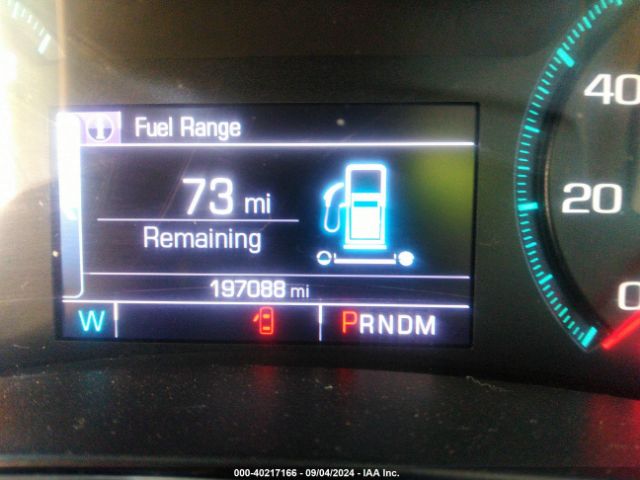 Fuel Range
73 mi
Remaining
197088 mi
W
PRNDM
40
20
0
000-40217166 - 09/04/2024 - IAA Inc.